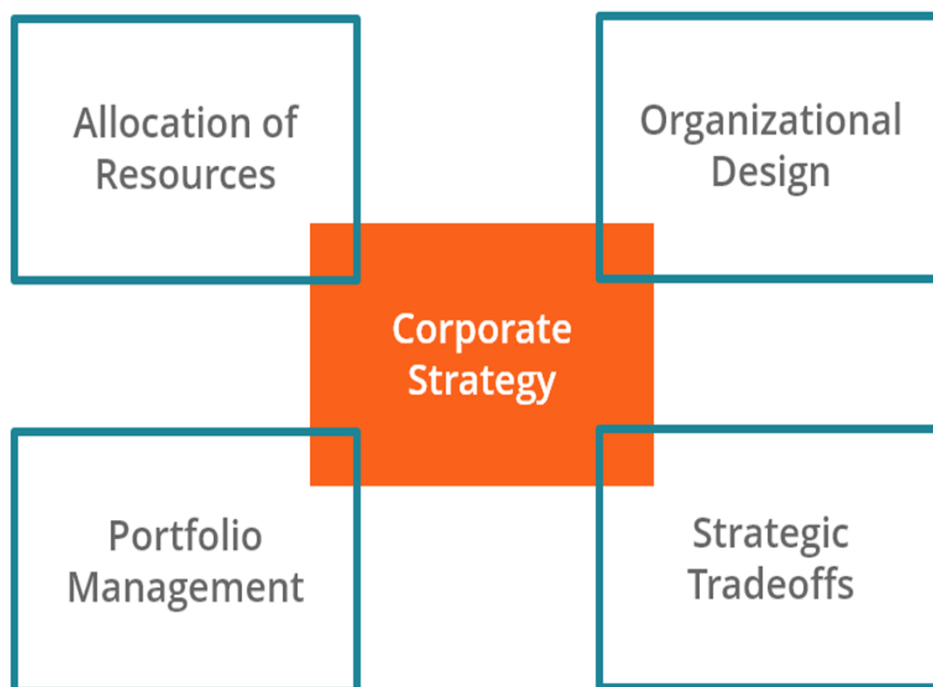 Allocation of
Resources
Organizational
Design
Corporate
Strategy
Portfolio
Management
Strategic
Tradeoffs